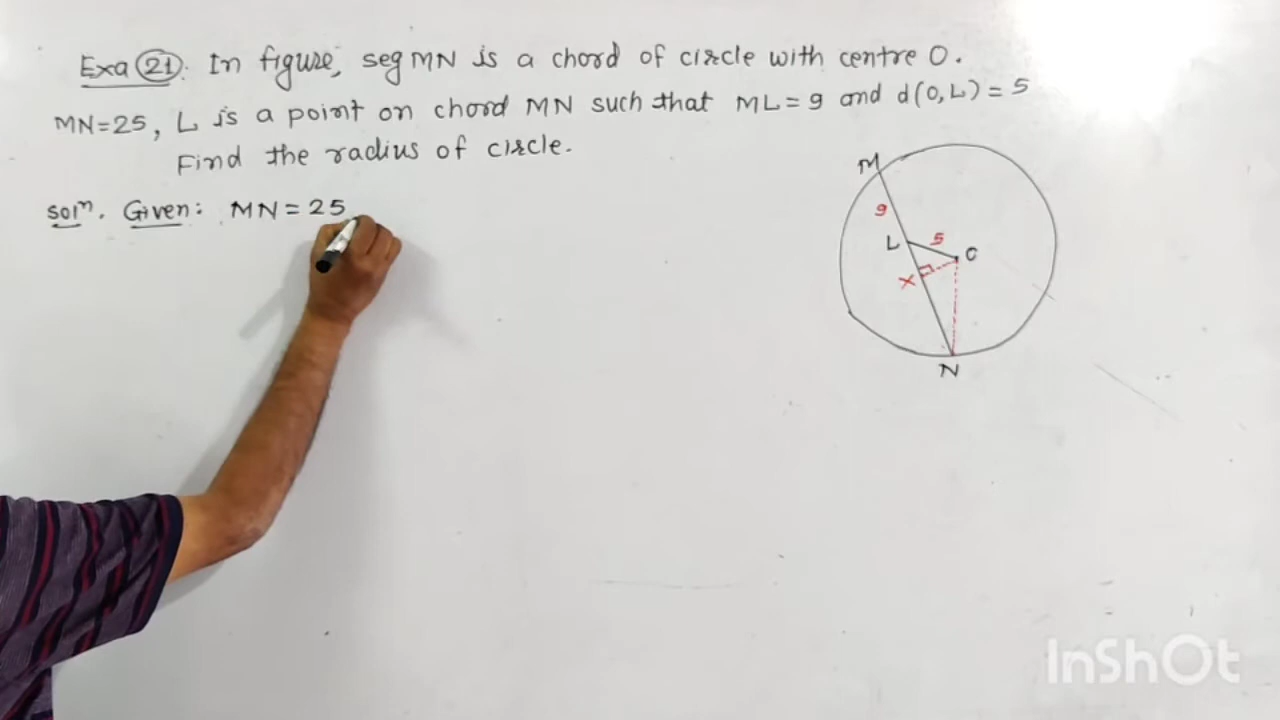 Exa 21. In figure, seg MN is a chord of circle with centre O.
MN=25, L is a point on chord MN such that ML=9 and d(O,L)=5
Find the radius of circle.
Solⁿ. Given: MN=25
M
9
L 5
O
X
N
InShOt